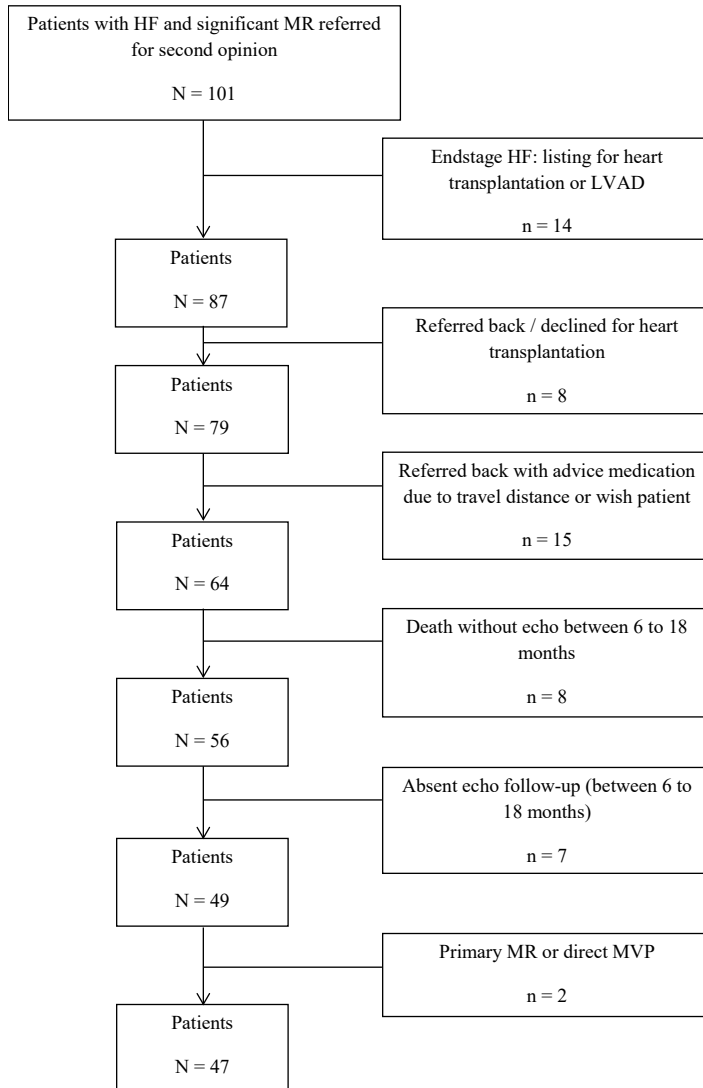 Patients with HF and significant MR referred
for second opinion
N = 101
Endstage HF: listing for heart
transplantation or LVAD
n = 14
Patients
N = 87
Referred back / declined for heart
transplantation
n = 8
Patients
N = 79
Referred back with advice medication
due to travel distance or wish patient
n = 15
Patients
N = 64
Death without echo between 6 to 18
months
n = 8
Patients
N = 56
Absent echo follow-up (between 6 to
18 months)
n = 7
Patients
N = 49
Primary MR or direct MVP
n = 2
Patients
N = 47